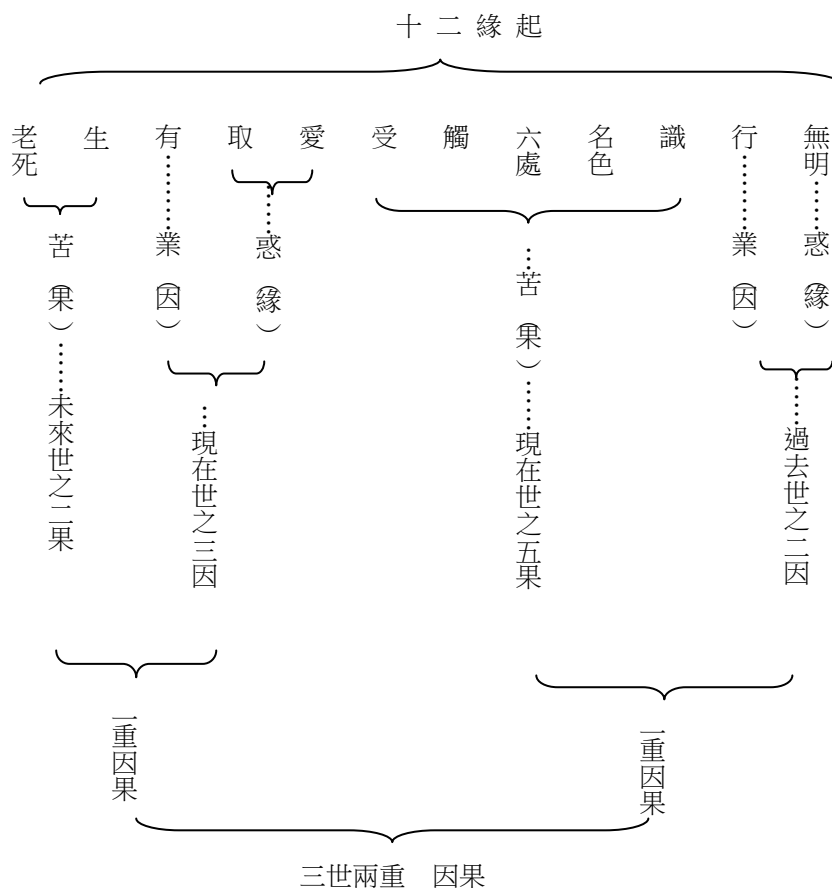 十二緣起
無明
行
識
名色
六處
觸
受
愛
取
有
生
老死
惑（緣）
業（因）
苦（果）
惑（緣）
業（因）
苦（果）
過去世之二因
現在世之五果
現在世之三因
未來世之二果
一重因果
一重因果
三世兩重　因果